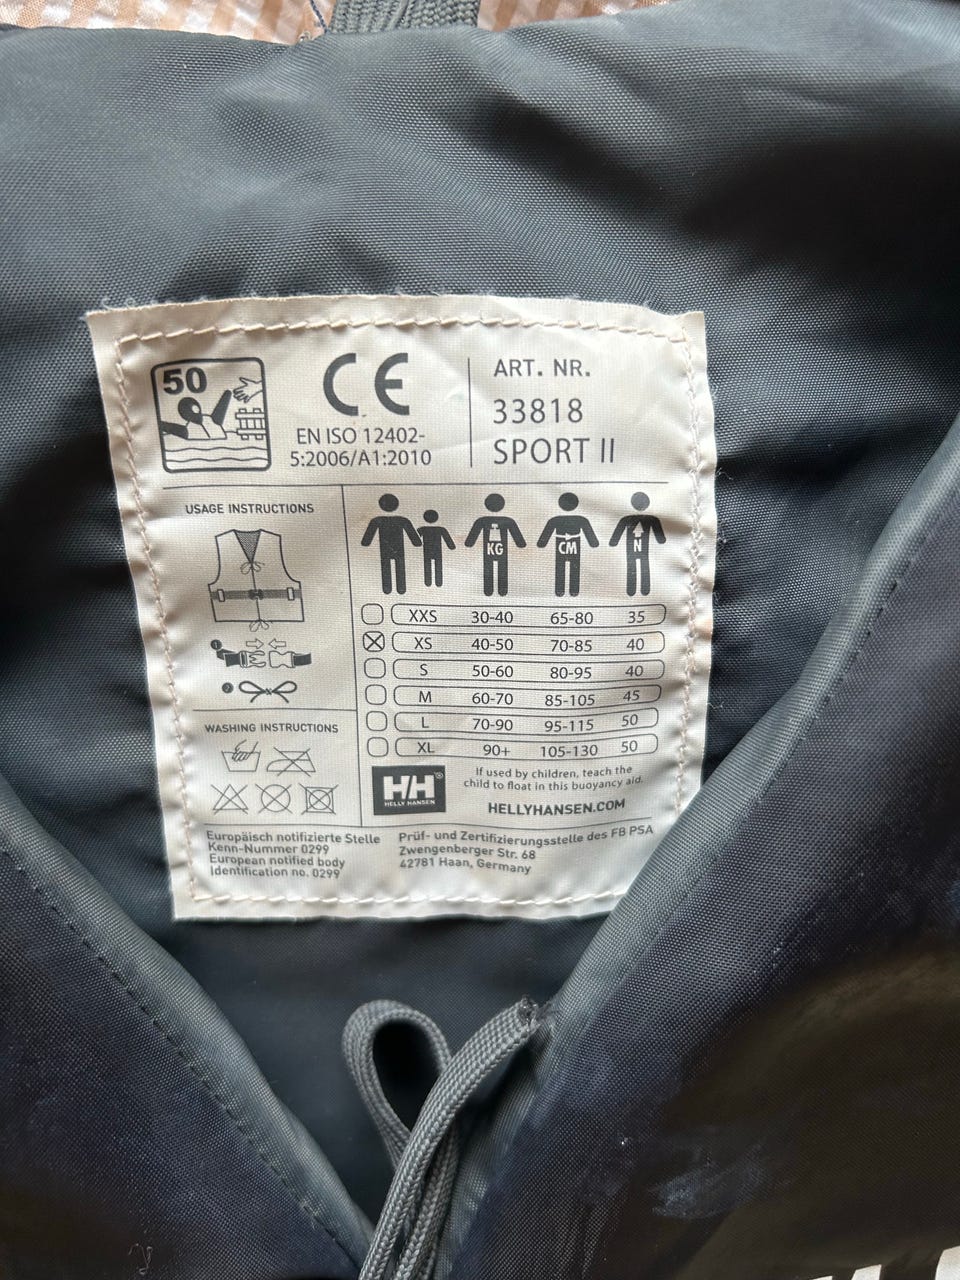 50
CE
EN ISO 12402-
5:2006/A1:2010
ART. NR.
33818
SPORT II
USAGE INSTRUCTIONS
KG CM N
XXS 30-40 65-80 35
XS 40-50 70-85 40
S 50-60 80-95 40
M 60-70 85-105 45
L 70-90 95-115 50
XL 90+ 105-130 50
WASHING INSTRUCTIONS
HH®
HELLY HANSEN
If used by children, teach the
child to float in this buoyancy aid.
HELLYHANSEN.COM
Europäisch notifizierte Stelle
Kenn-Nummer 0299
European notified body
Identification no. 0299
Prüf- und Zertifizierungsstelle des FB PSA
Zwengenberger Str. 68
42781 Haan, Germany